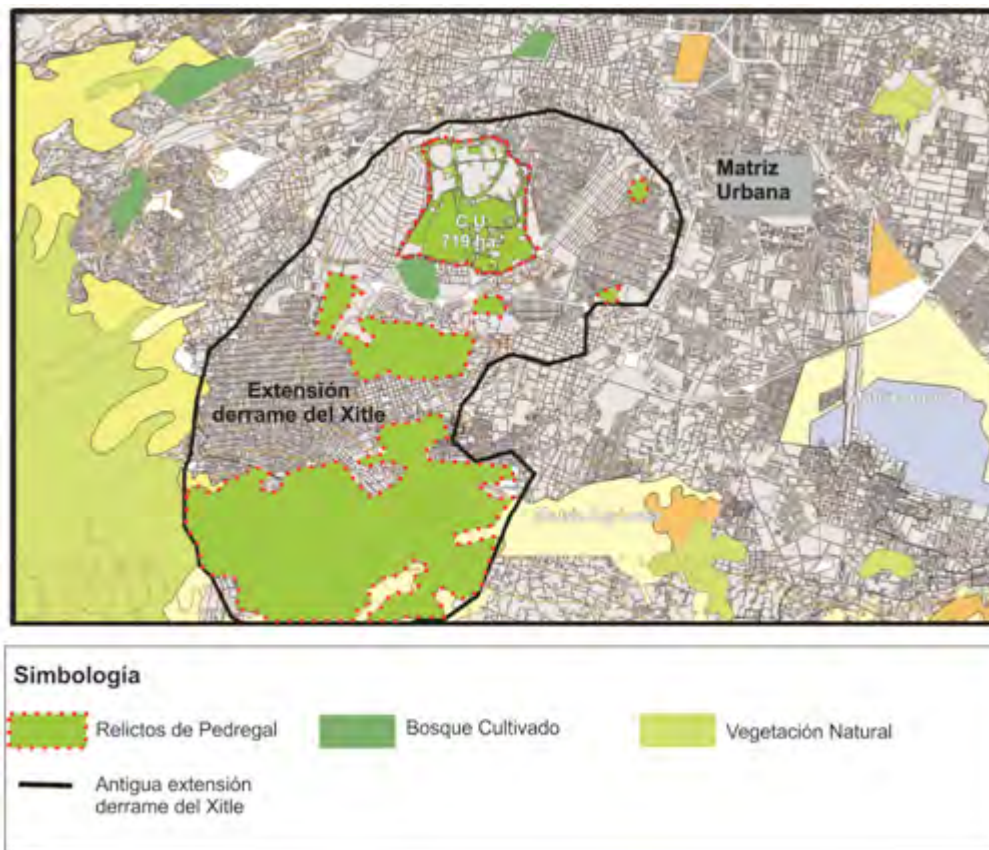 Matriz
Urbana
C.U.
719 ha
Extensión
derrame del Xitle
Simbología
Relictos de Pedregal
Bosque Cultivado
Vegetación Natural
Antigua extensión
derrame del Xitle